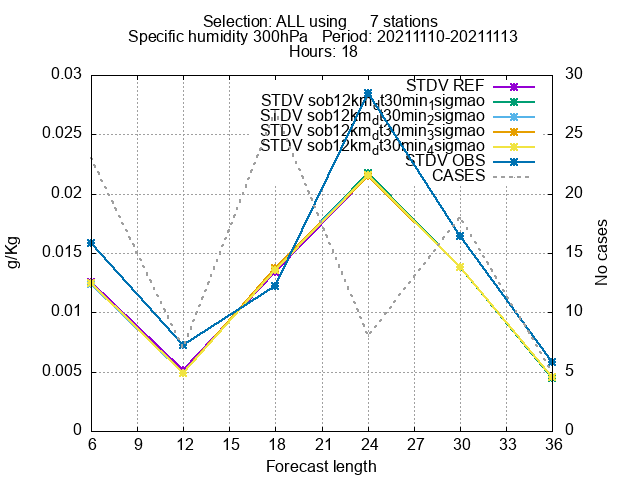 Selection: ALL using 7 stations
Specific humidity 300hPa Period: 20211110-20211113
Hours: 18
0.03
0.025
0.02
0.015
0.01
0.005
0
g/Kg
30
25
20
15
10
5
0
No cases
STDV REF
STDV sob12km_dt30min_1sigmao
STDV sob12km_dt30min_2sigmao
STDV sob12km_dt30min_3sigmao
STDV sob12km_dt30min_4sigmao
STDV OBS
CASES
6 9 12 15 18 21 24 27 30 33 36
Forecast length